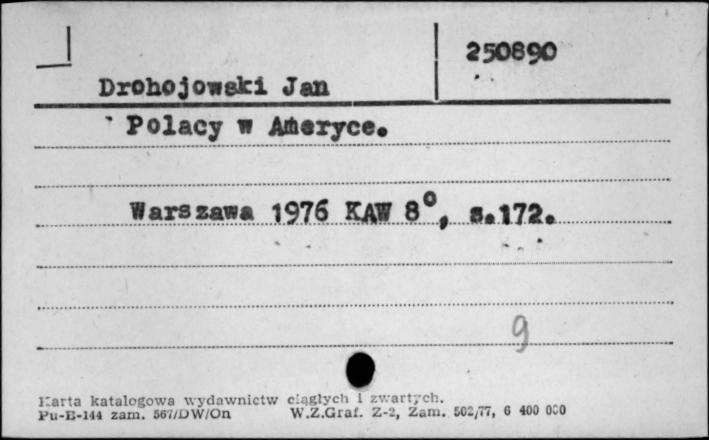 250890
Drohojowski Jan
Polacy w Ameryce.
Warszawa 1976 KAW 8°, s.172.
9
Karta katalogowa wydawnictw ciągłych i zwartych.
Pu-B-144 zam. 567/DW/On W.Z.Graf. Z-2, Zam. 502/77, 6 400 000